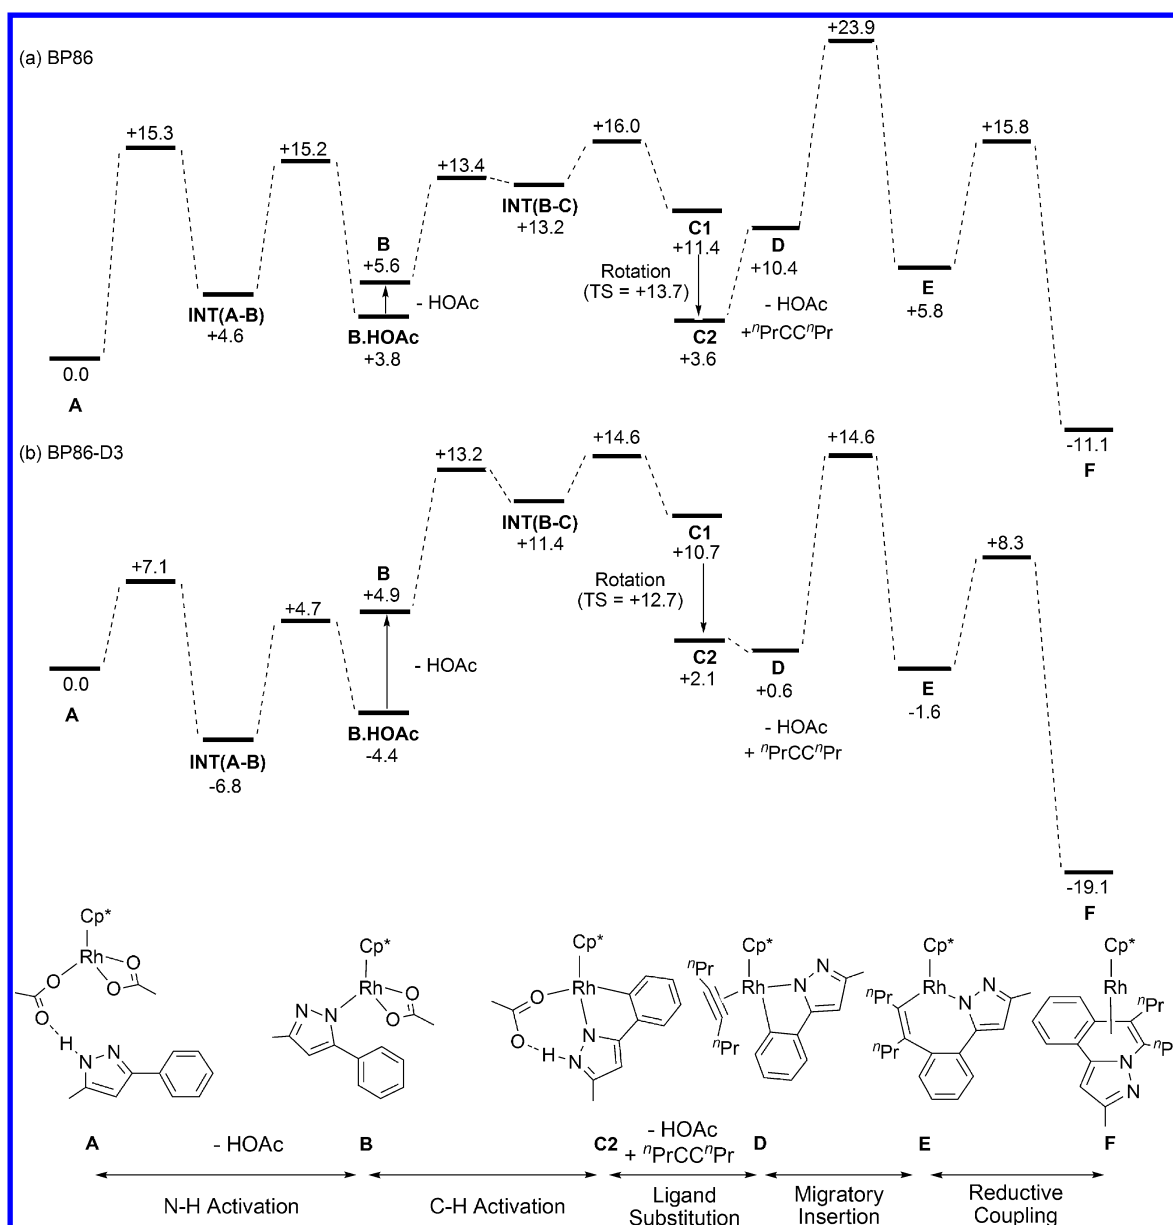 (a) BP86
+15.3
+15.2
+13.4
+16.0
+23.9
+15.8
INT(A-B)
+4.6
B
+5.6
- HOAc
B.HOAc
+3.8
INT(B-C)
+13.2
C1
+11.4
Rotation
(TS = +13.7)
C2
+3.6
D
+10.4
- HOAc
+nPrCCnPr
E
+5.8
0.0
A
-11.1
F
(b) BP86-D3
+7.1
+4.7
+13.2
+14.6
+14.6
+8.3
0.0
A
INT(A-B)
-6.8
B
+4.9
- HOAc
B.HOAc
-4.4
INT(B-C)
+11.4
C1
+10.7
Rotation
(TS = +12.7)
C2
+2.1
D
+0.6
- HOAc
+ nPrCCnPr
E
-1.6
-19.1
F
Cp*
Rh
O
O
O
O
H
N
N
Cp*
Rh
O
O
N
N
Cp*
Rh
O
O
H
N
N
Cp*
nPr
Rh
N
N
nPr
Cp*
Rh
nPr
N
N
nPr
Cp*
Rh
nPr
nP
N
N
A
- HOAc
B
C2
- HOAc
+ nPrCCnPr
D
E
F
N-H Activation
C-H Activation
Ligand
Substitution
Migratory
Insertion
Reductive
Coupling